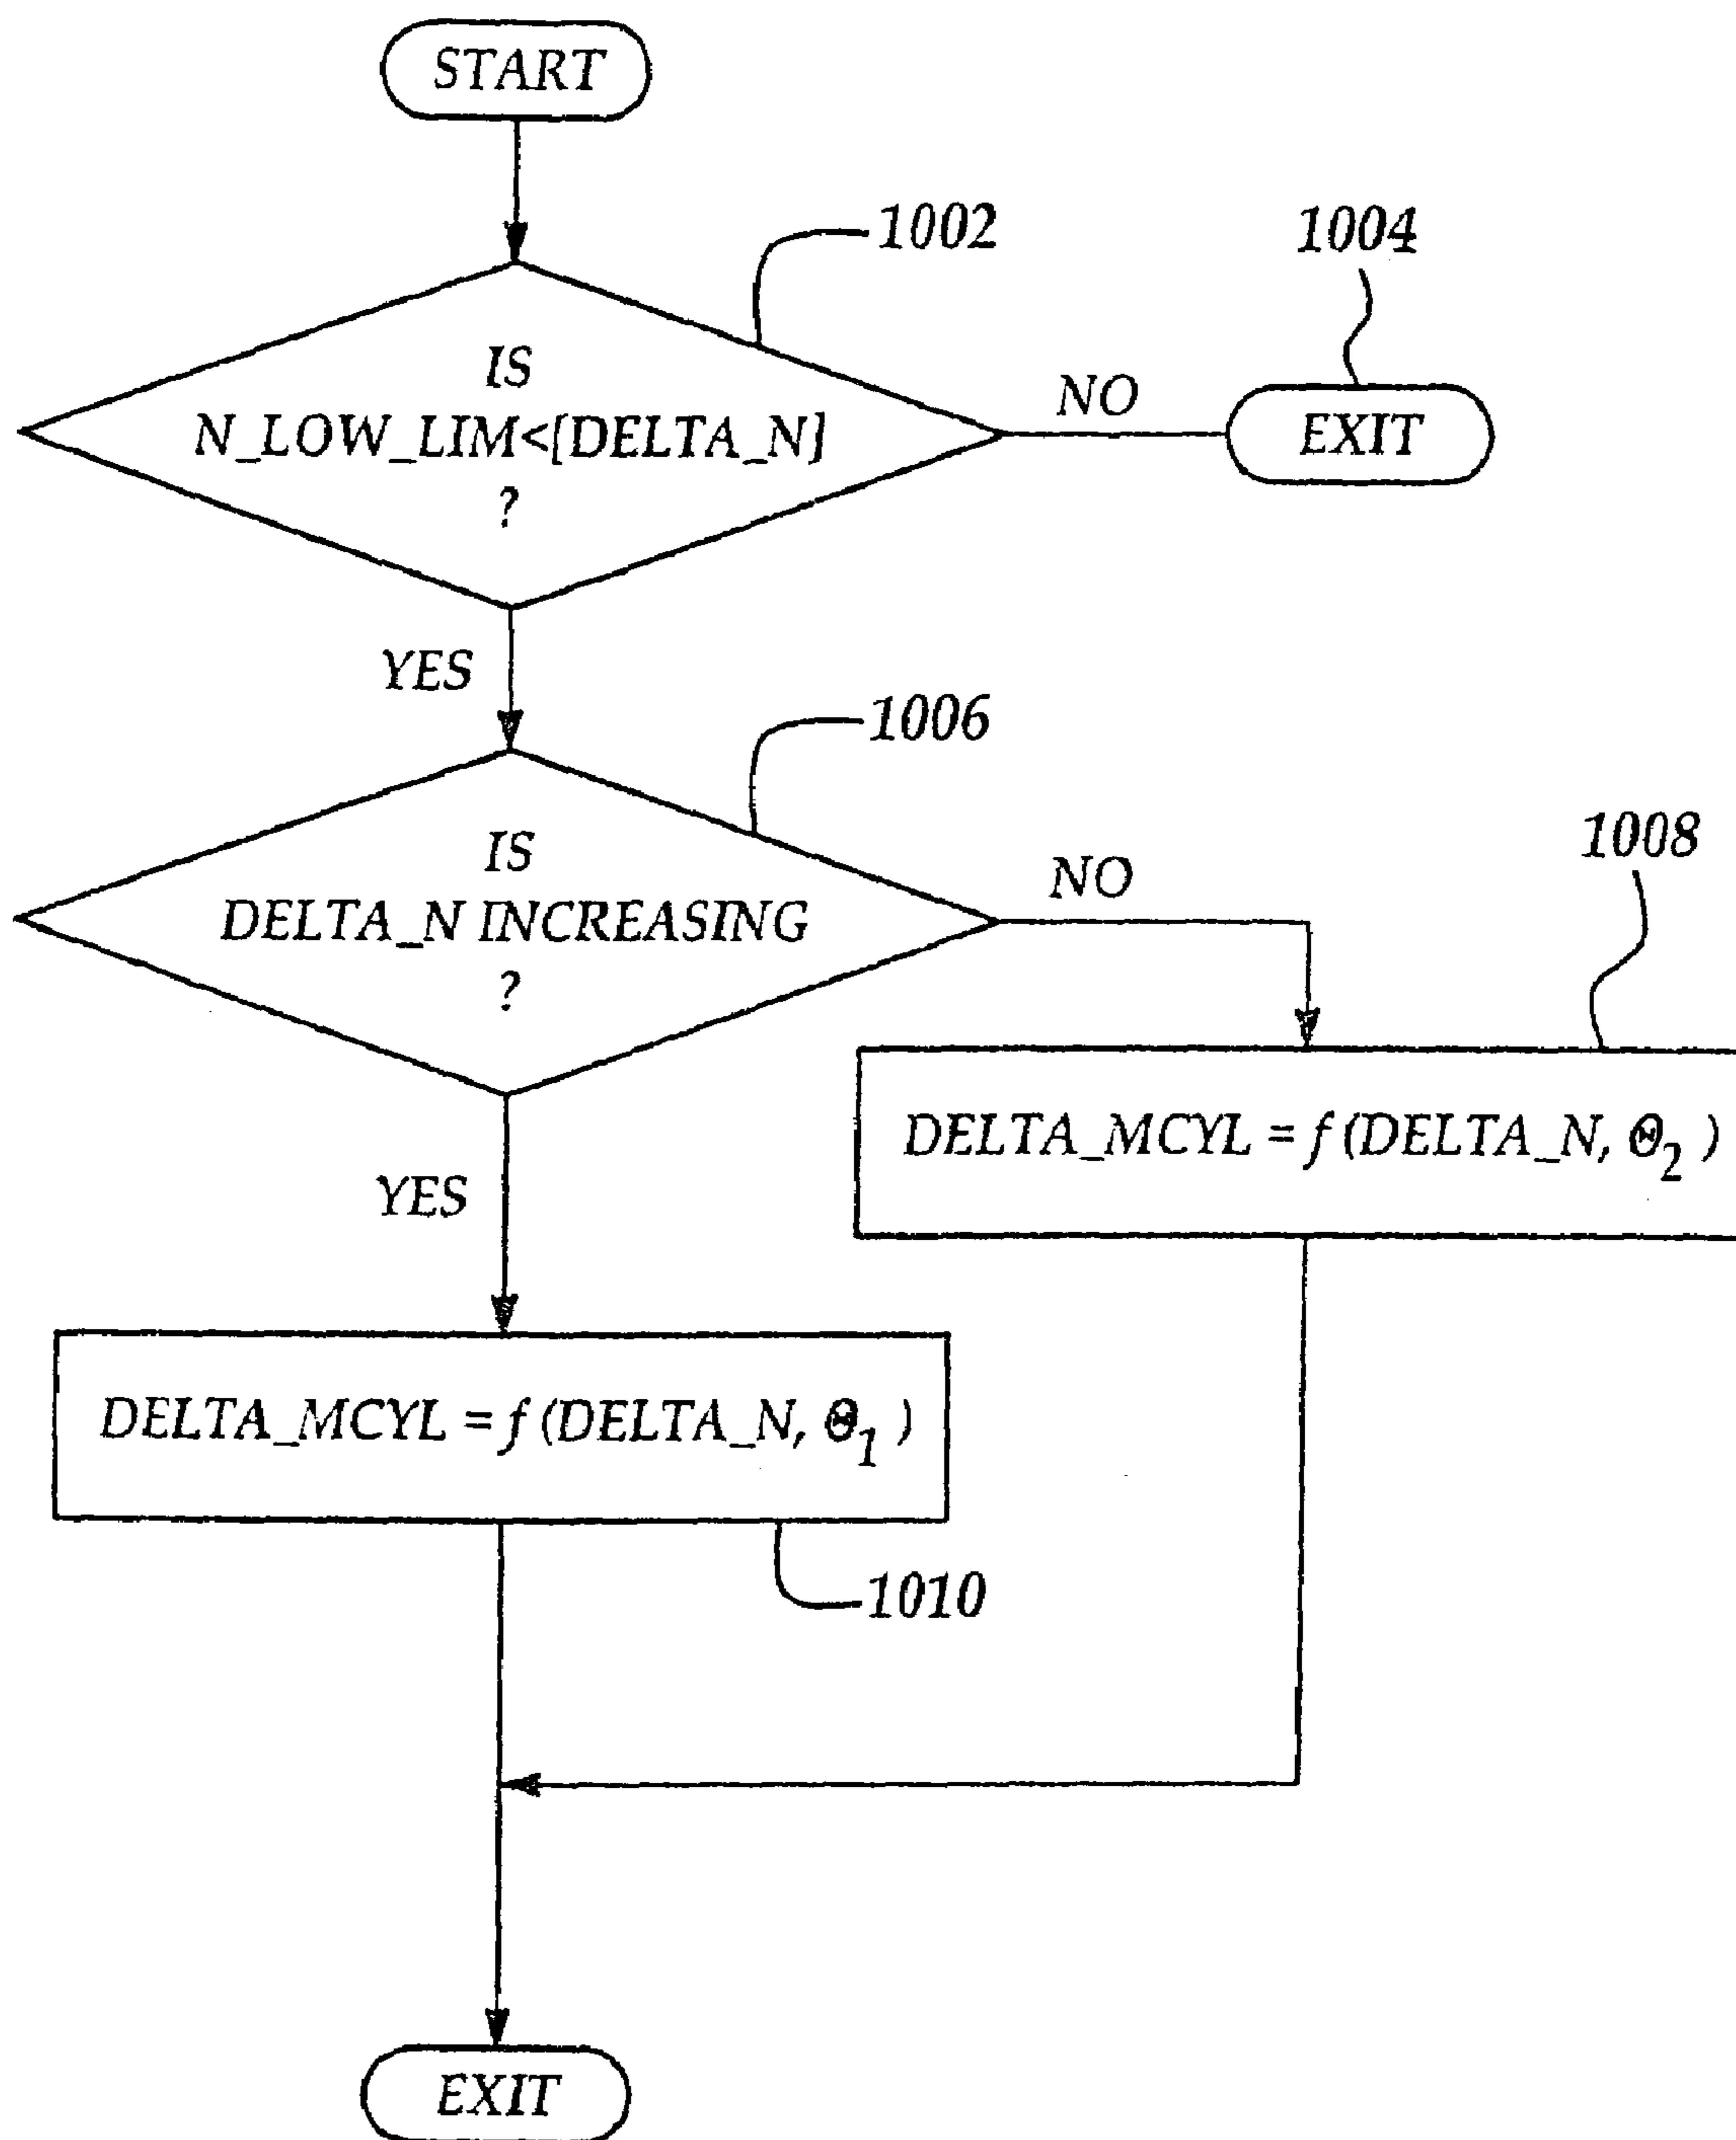 START
1002
1004
IS
N_LOW_LIM<[DELTA_N]
?
NO
EXIT
YES
1006
IS
DELTA_N INCREASING
?
NO
1008
DELTA_MCYL = f (DELTA_N, Θ2 )
YES
DELTA_MCYL = f (DELTA_N, Θ1 )
1010
EXIT